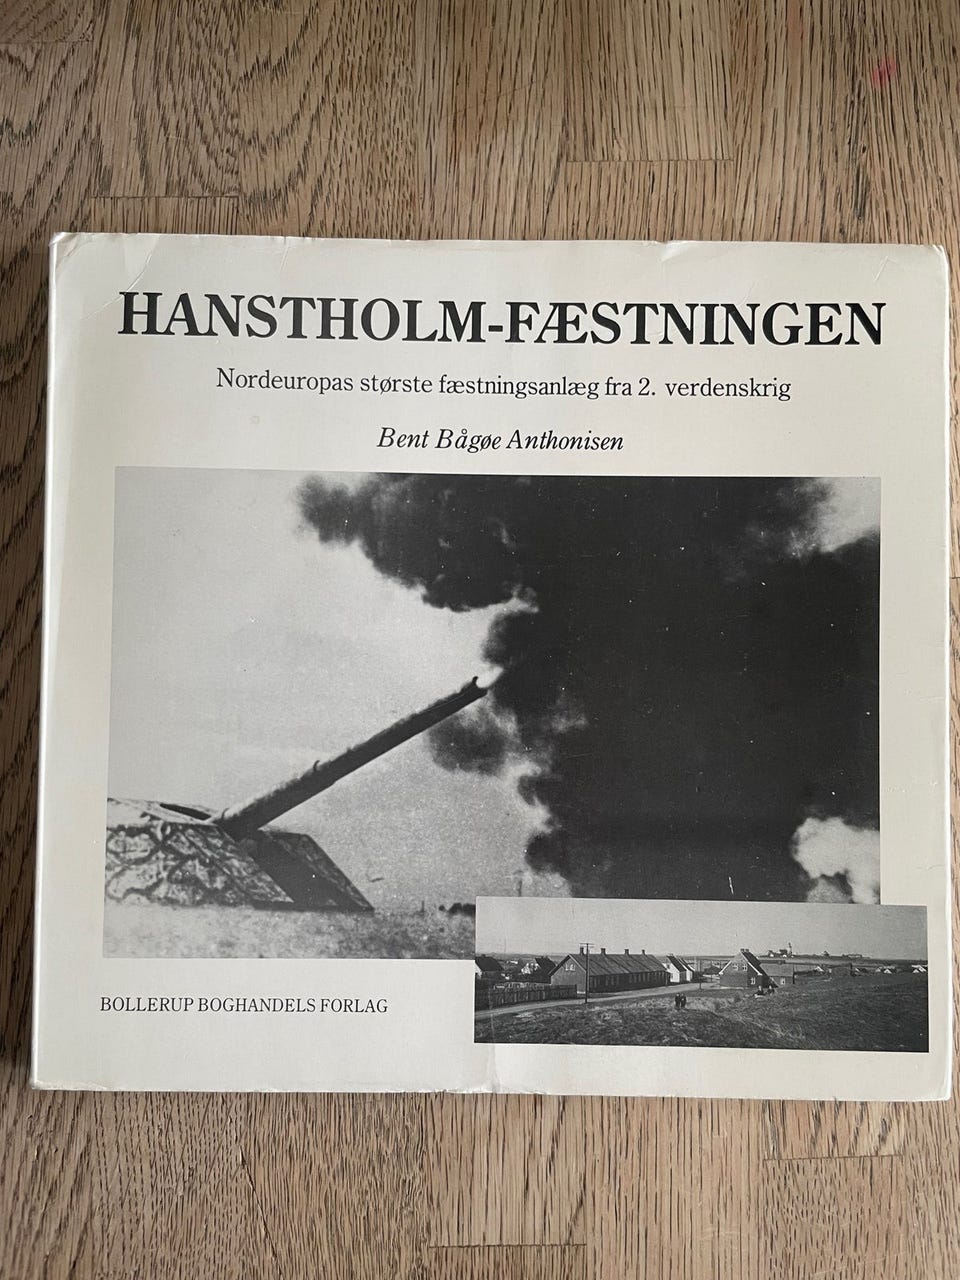 HANSTHOLM-FÆSTNINGEN
Nordeuropas største fæstningsanlæg fra 2. verdenskrig
Bent Bågøe Anthonisen
BOLLERUP BOGHANDELS FORLAG